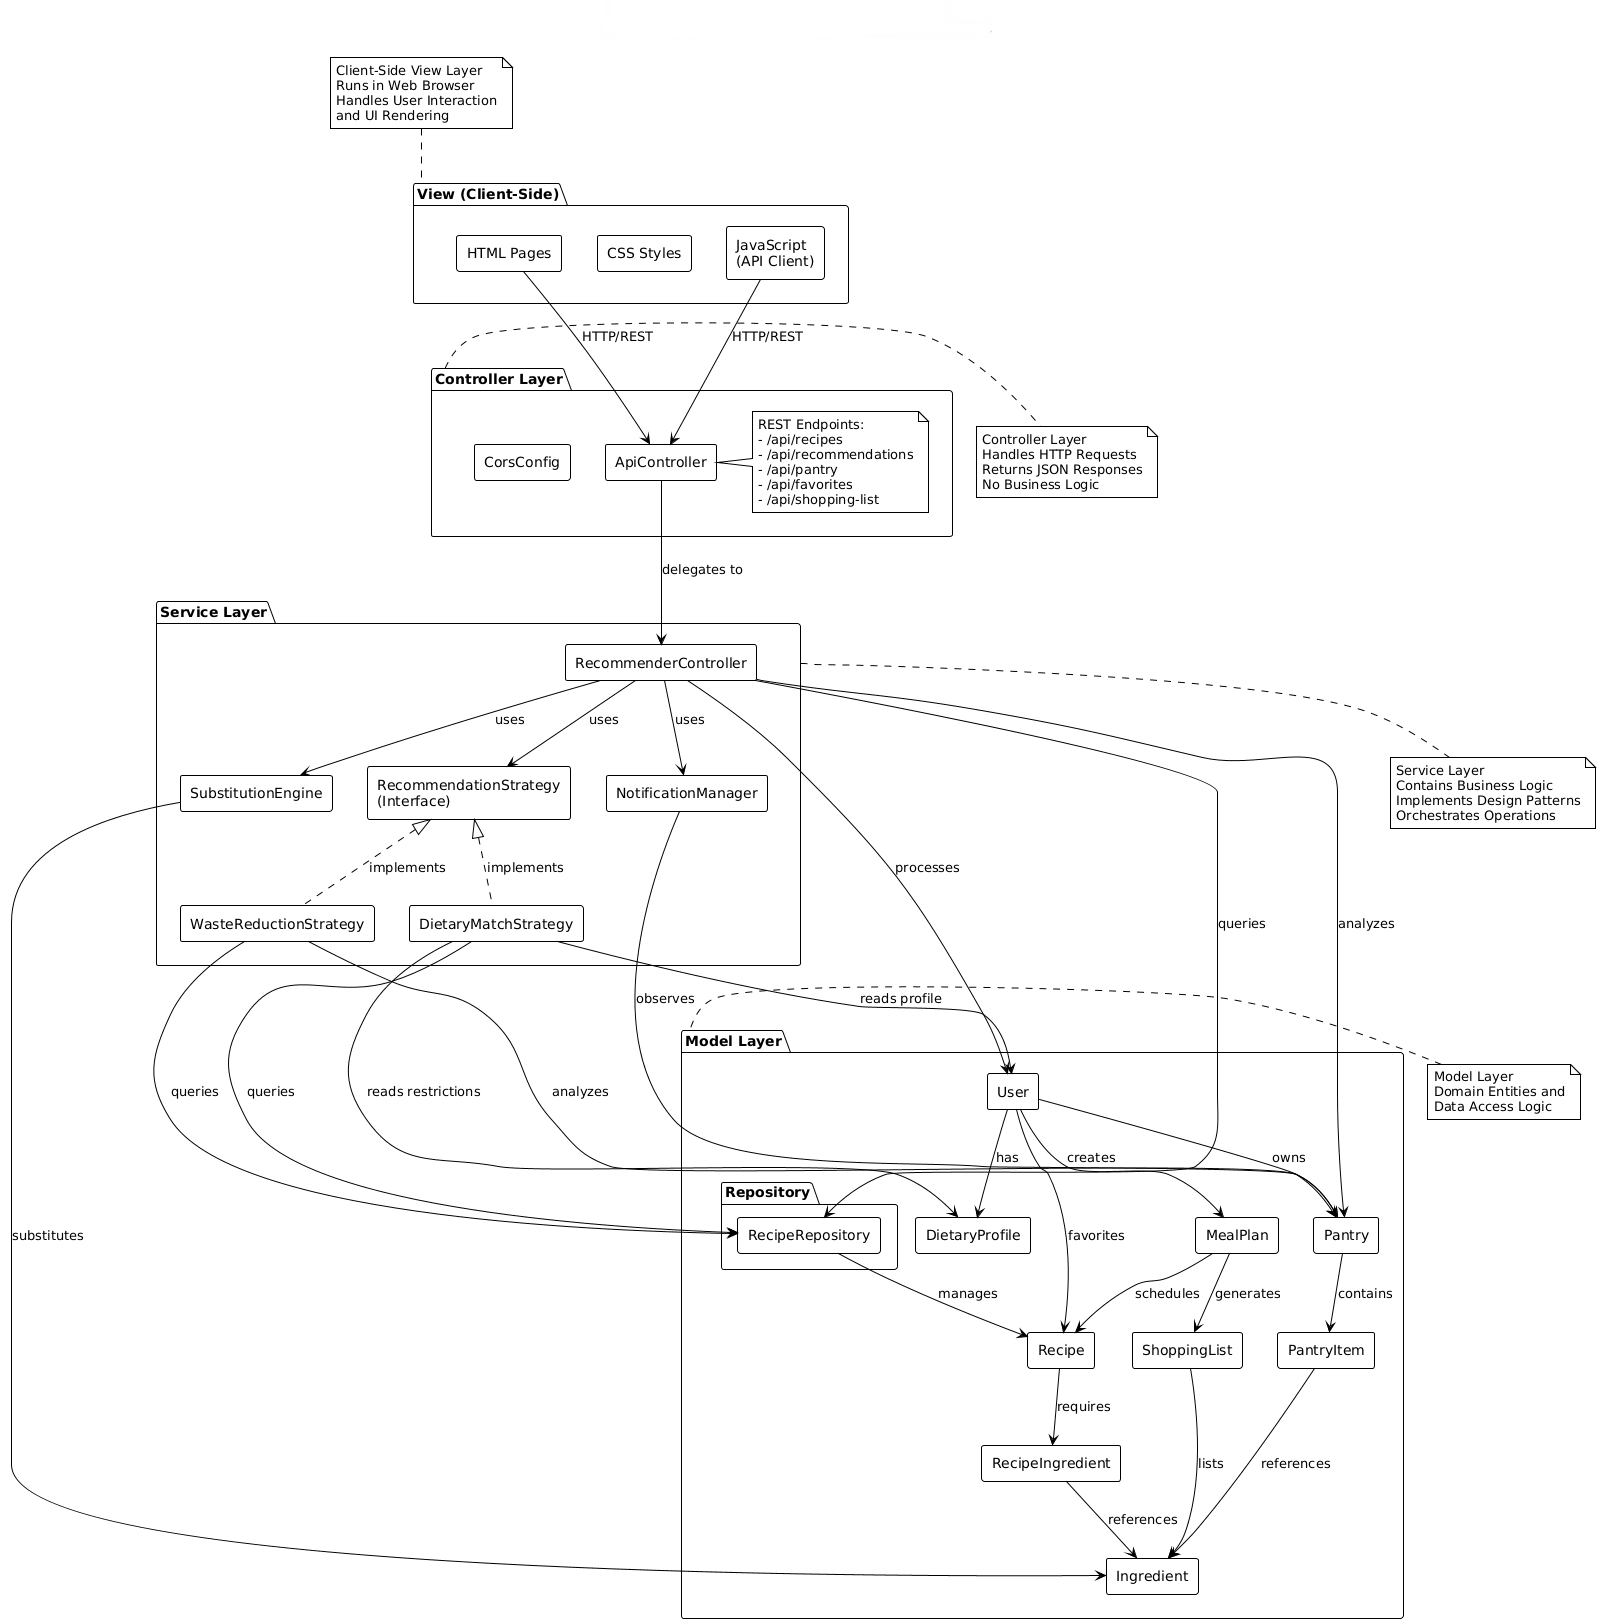 Client-Side View Layer
Runs in Web Browser
Handles User Interaction
and UI Rendering
View (Client-Side)
HTML Pages
CSS Styles
JavaScript
(API Client)
HTTP/REST
HTTP/REST
Controller Layer
CorsConfig
ApiController
REST Endpoints:
- /api/recipes
- /api/recommendations
- /api/pantry
- /api/favorites
- /api/shopping-list
Controller Layer
Handles HTTP Requests
Returns JSON Responses
No Business Logic
delegates to
Service Layer
RecommenderController
uses
uses
uses
SubstitutionEngine
RecommendationStrategy
(Interface)
NotificationManager
Service Layer
Contains Business Logic
Implements Design Patterns
Orchestrates Operations
implements
implements
processes
WasteReductionStrategy
DietaryMatchStrategy
queries
analyzes
observes
reads profile
Model Layer
queries
queries
reads restrictions
analyzes
User
Model Layer
Domain Entities and
Data Access Logic
has
creates
owns
Repository
substitutes
RecipeRepository
DietaryProfile
favorites
MealPlan
Pantry
manages
schedules
generates
contains
Recipe
ShoppingList
PantryItem
requires
RecipeIngredient
lists
references
references
Ingredient